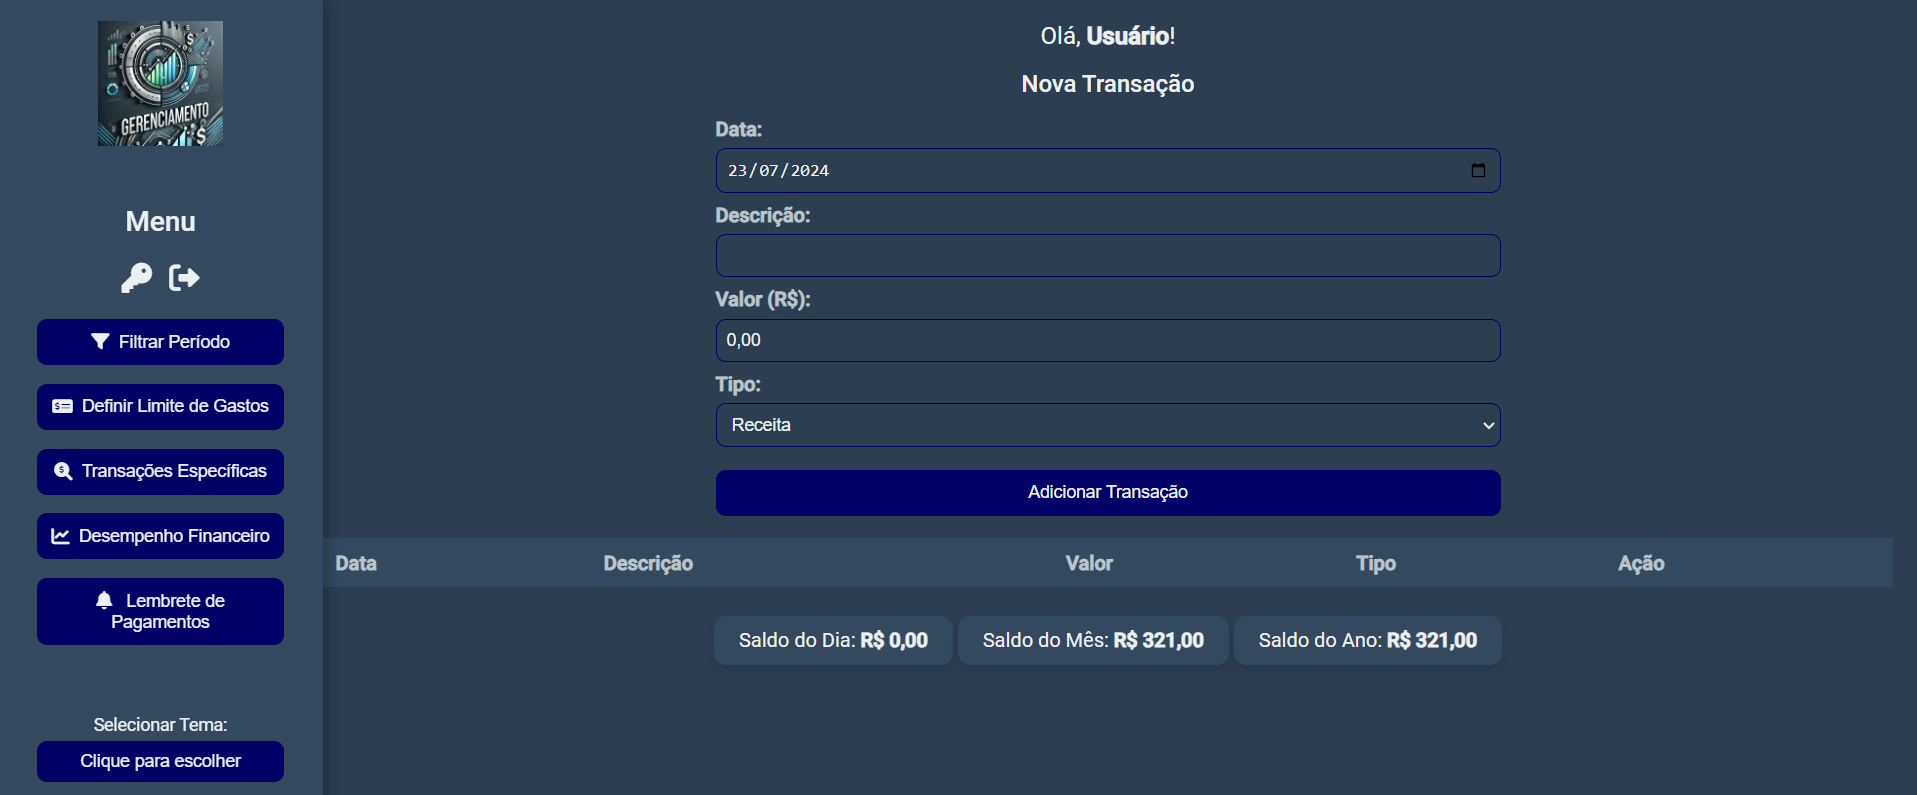 GERENCIAMENTO
Menu
Filtrar Período
Definir Limite de Gastos
Transações Específicas
Desempenho Financeiro
Lembrete de
Pagamentos
Selecionar Tema:
Clique para escolher
Olá, Usuário!
Nova Transação
Data:
23/07/2024
Descrição:
Valor (R$):
0,00
Tipo:
Receita
Adicionar Transação
Data Descrição Valor Tipo Ação
Saldo do Dia: R$ 0,00 Saldo do Mês: R$ 321,00 Saldo do Ano: R$ 321,00